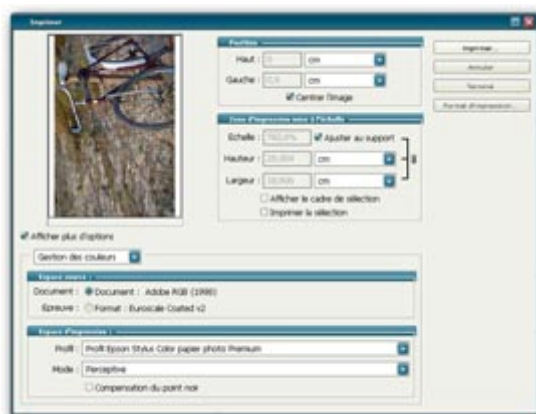 Imprimer
Position
Haut : cm
Gauche : cm
Centrer l'image
Zone d'impression mise à l'échelle
Echelle : Ajuster au support
Hauteur : cm
Largeur : cm
Afficher le cadre de sélection
Imprimer la sélection
Imprimer...
Annuler
Terminé
Format d'impression...
Afficher plus d'options
Gestion des couleurs
Espace source :
Document : Document : Adobe RGB (1998)
Epreuve : Format : Euroscale Coated v2
Espace d'impression :
Profil : Profil Epson Stylus Color papier photo Premium
Mode : Perceptive
Compensation du point noir